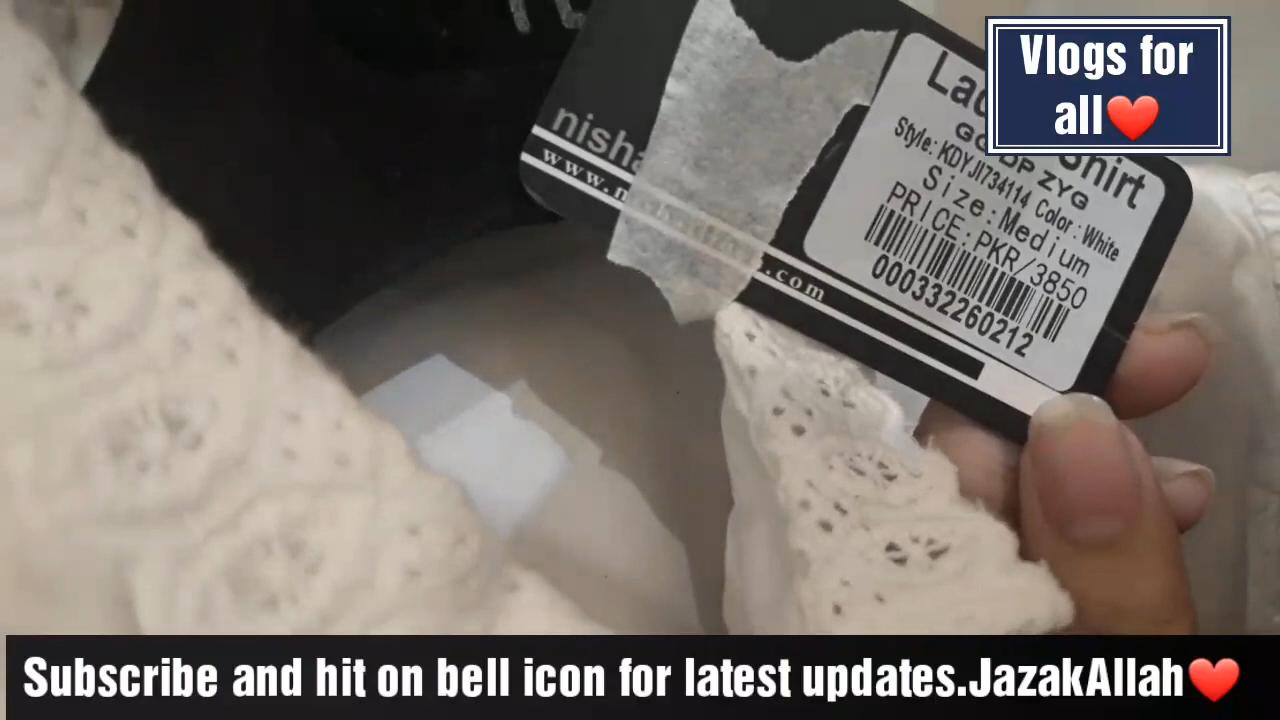 Vlogs for
all❤️
nisha
www.n
.com
Shirt
ZYG
Style: KDYJI734114 Color : White
Size:Medium
PRICE: PKR/3850
000332260212
Subscribe and hit on bell icon for latest updates.JazakAllah❤️